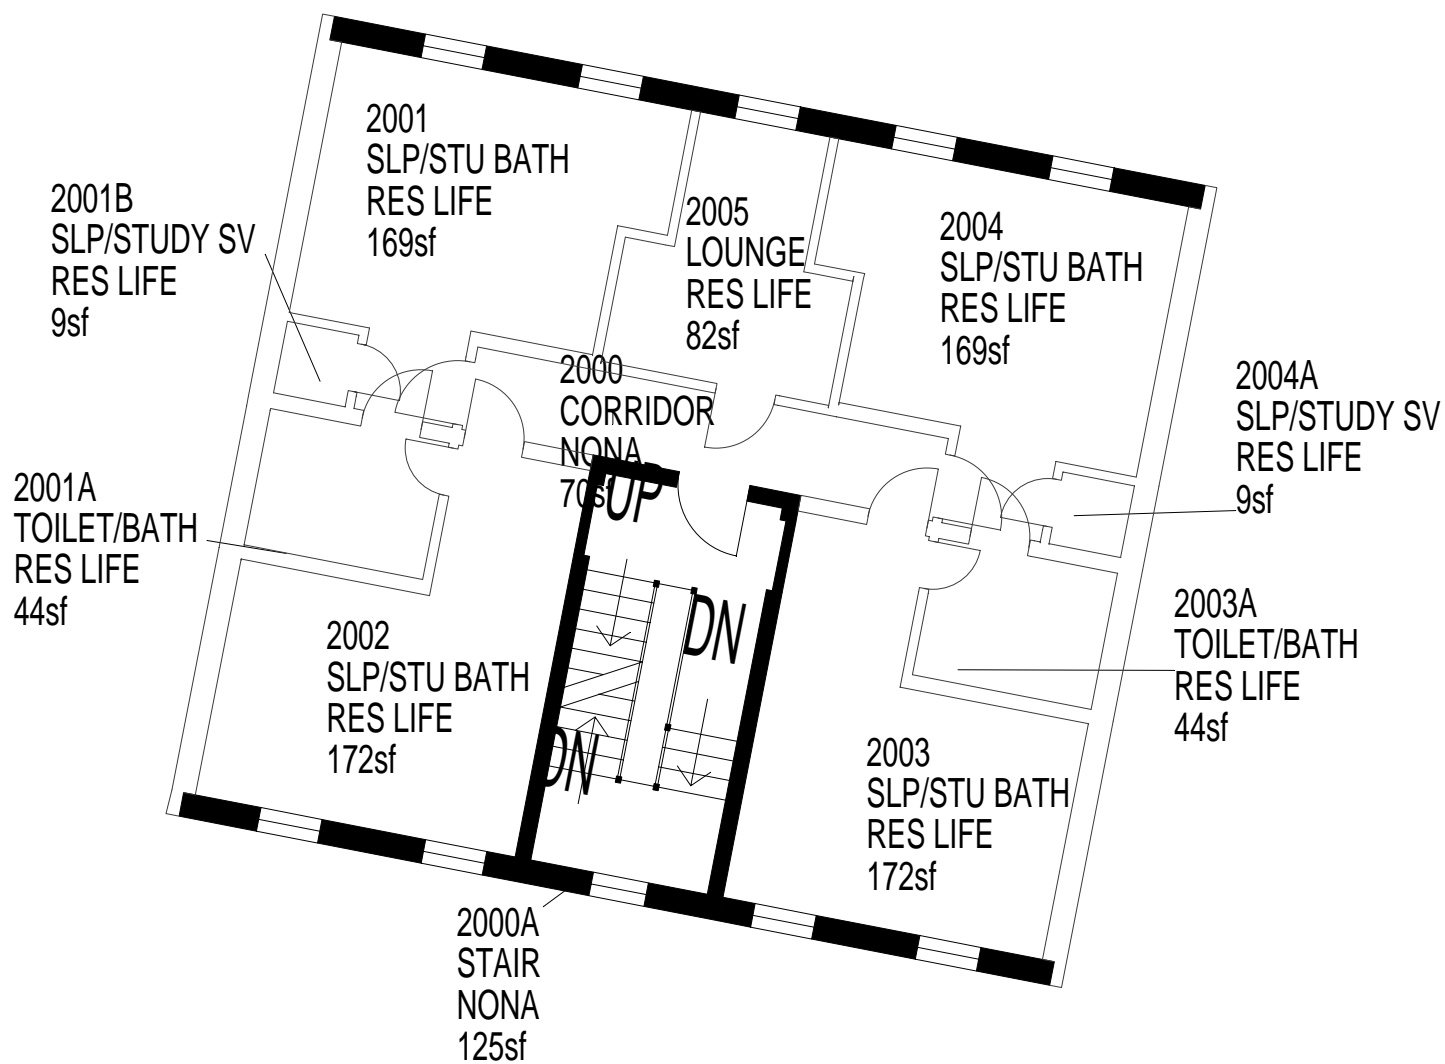 2001
SLP/STU BATH
RES LIFE
169sf
2001B
SLP/STUDY SV
RES LIFE
9sf
2005
LOUNGE
RES LIFE
82sf
2004
SLP/STU BATH
RES LIFE
169sf
2000
CORRIDOR
NONA
70sf
2004A
SLP/STUDY SV
RES LIFE
9sf
UP
2001A
TOILET/BATH
RES LIFE
44sf
DN
2003A
TOILET/BATH
RES LIFE
44sf
2002
SLP/STU BATH
RES LIFE
172sf
DN
2003
SLP/STU BATH
RES LIFE
172sf
2000A
STAIR
NONA
125sf